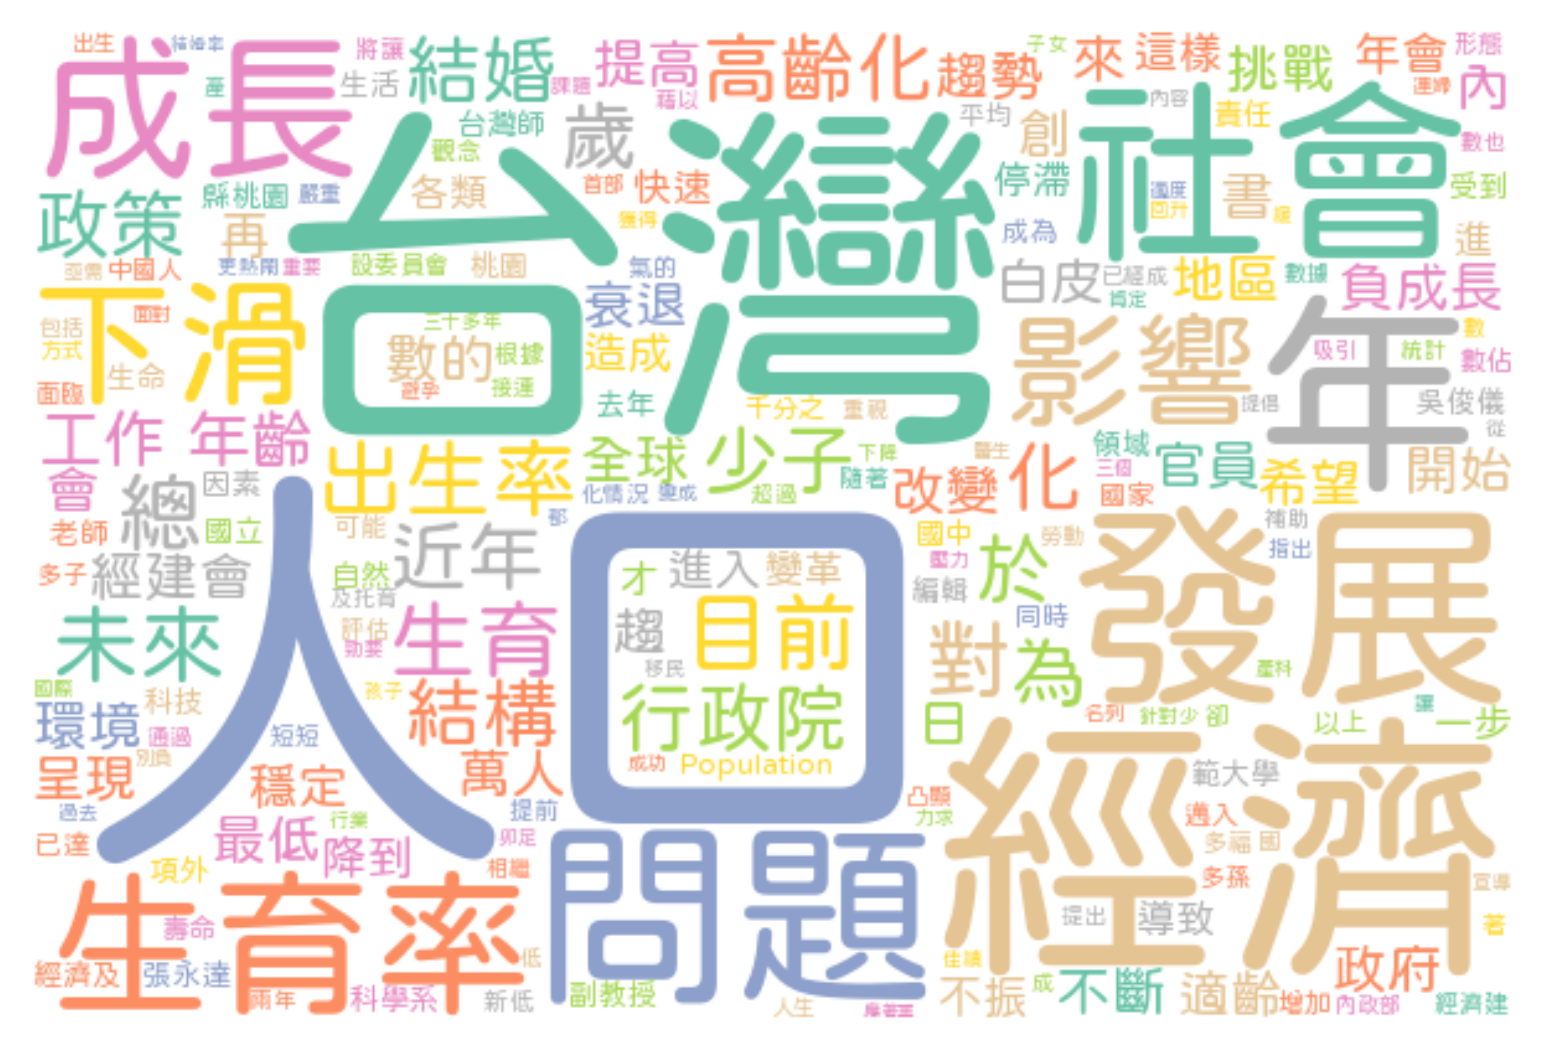 出生
結婚率
成長
將讓
生活
產
結婚
課題
提高
藉以
高齡化
趨勢
子女
來
這樣
挑戰
年會
形態
連婦
內
台灣師
觀念
歲
平均
創
內容
責任
社會
數也
政策
縣桃園
嚴重
再
各類
首部
快速
獲得
台灣
停滯
成為
適度
回升
書
受到
進
亟需
中國人
更熱鬧
重要
設委員會
桃園
氣的
白皮
已經成
肯定
地區
數據
負成長
下滑
面對
包括
方式
生命
面臨
三十多年
數的
根據
避孕
接連
衰退
造成
去年
千分之
重視
影響
提倡
年
吸引
統計
數
數佔
吳俊儀
從
工作
年齡
出生率
全球
少子
下降
隨著
化情況
變成
超過
醫生
改變
化
領域
三個
國家
官員
希望
開始
會
總
因素
老師
國立
可能
近年
多子
經建會
自然
及托育
國中
壓力
勞動
於
補助
指出
編輯
同時
發展
人口
才
進入
變革
趨
目前
移民
行政院
成功
Population
未來
評估
生育
對
為
產科
國際
環境
科技
通過
短短
孩子
結構
日
名列
針對少
卻
以上
讓
一步
呈現
過去
穩定
萬人
提前
凸顯
力求
範大學
邁入
多福
國
經濟
已達
最低
行業
降到
卯足
相繼
項外
問題
多孫
宣導
生育率
壽命
提出
導致
著
經濟及
張永達
兩年
科學系
低
新低
副教授
人生
佳績
不振
成
不斷
適齡
政府
增加
內政部
經濟建